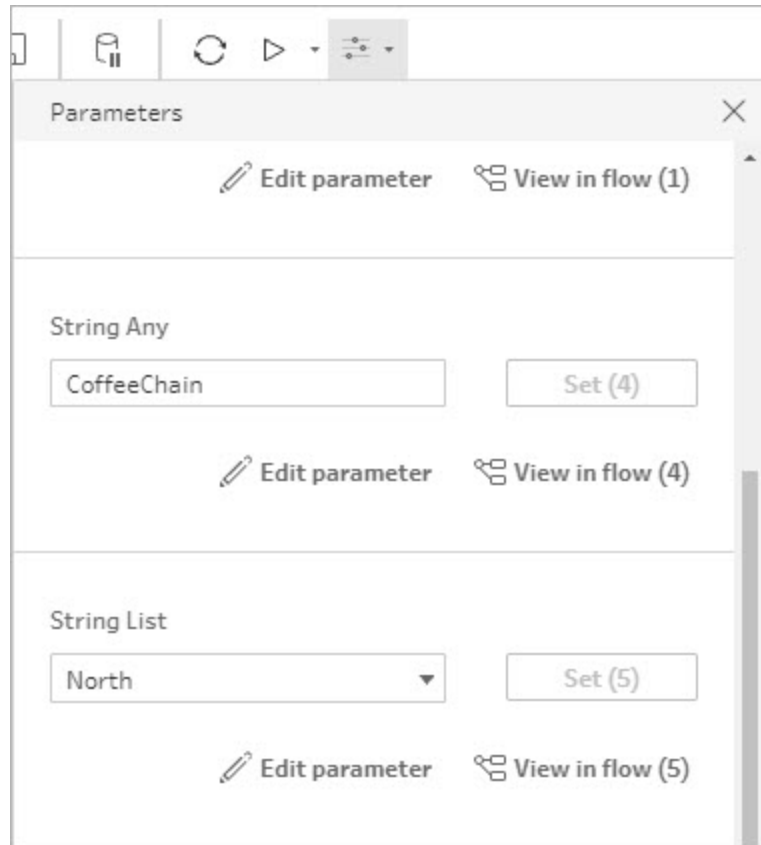 Parameters
Edit parameter View in flow (1)
String Any
CoffeeChain Set (4)
Edit parameter View in flow (4)
String List
North Set (5)
Edit parameter View in flow (5)